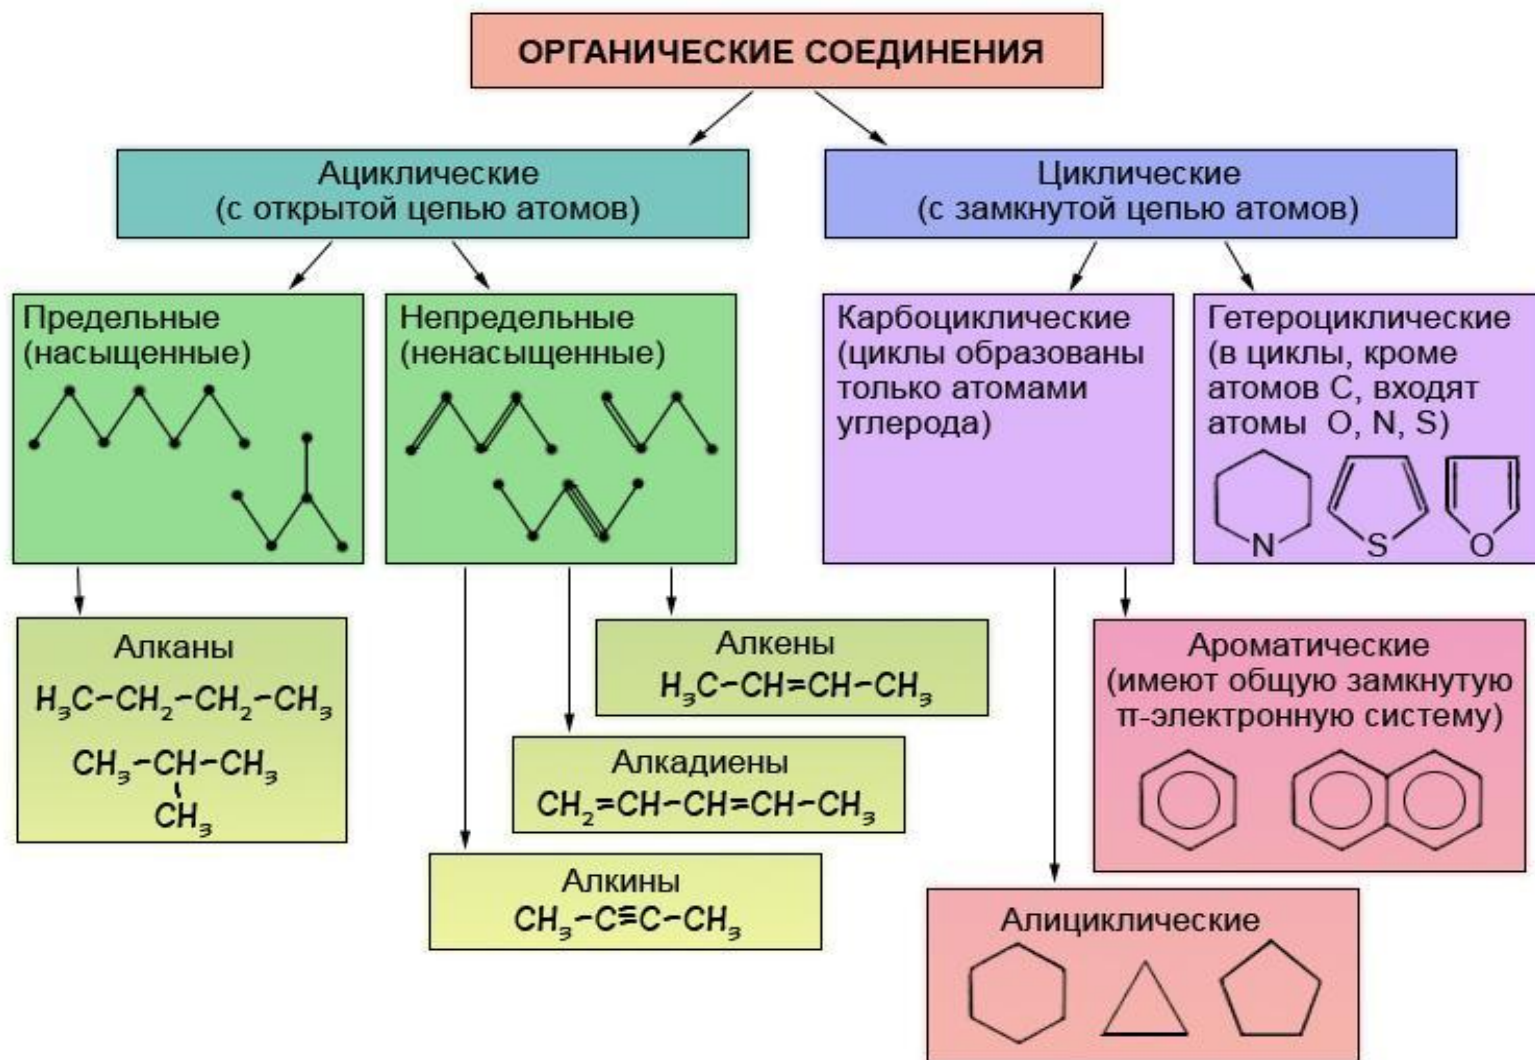 ОРГАНИЧЕСКИЕ СОЕДИНЕНИЯ
Ациклические
(с открытой цепью атомов)
Циклические
(с замкнутой цепью атомов)
Предельные
(насыщенные)
Непредельные
(ненасыщенные)
Карбоциклические
(циклы образованы
только атомами
углерода)
Гетероциклические
(в циклы, кроме
атомов С, входят
атомы O, N, S)
N
S
O
Алканы
H₃C–CH₂–CH₂–CH₃
CH₃–CH–CH₃
CH₃
Алкены
H₃C–CH=CH–CH₃
Алкадиены
CH₂=CH–CH=CH–CH₃
Алкины
CH₃–C≡C–CH₃
Ароматические
(имеют общую замкнутую
π-электронную систему)
Алициклические